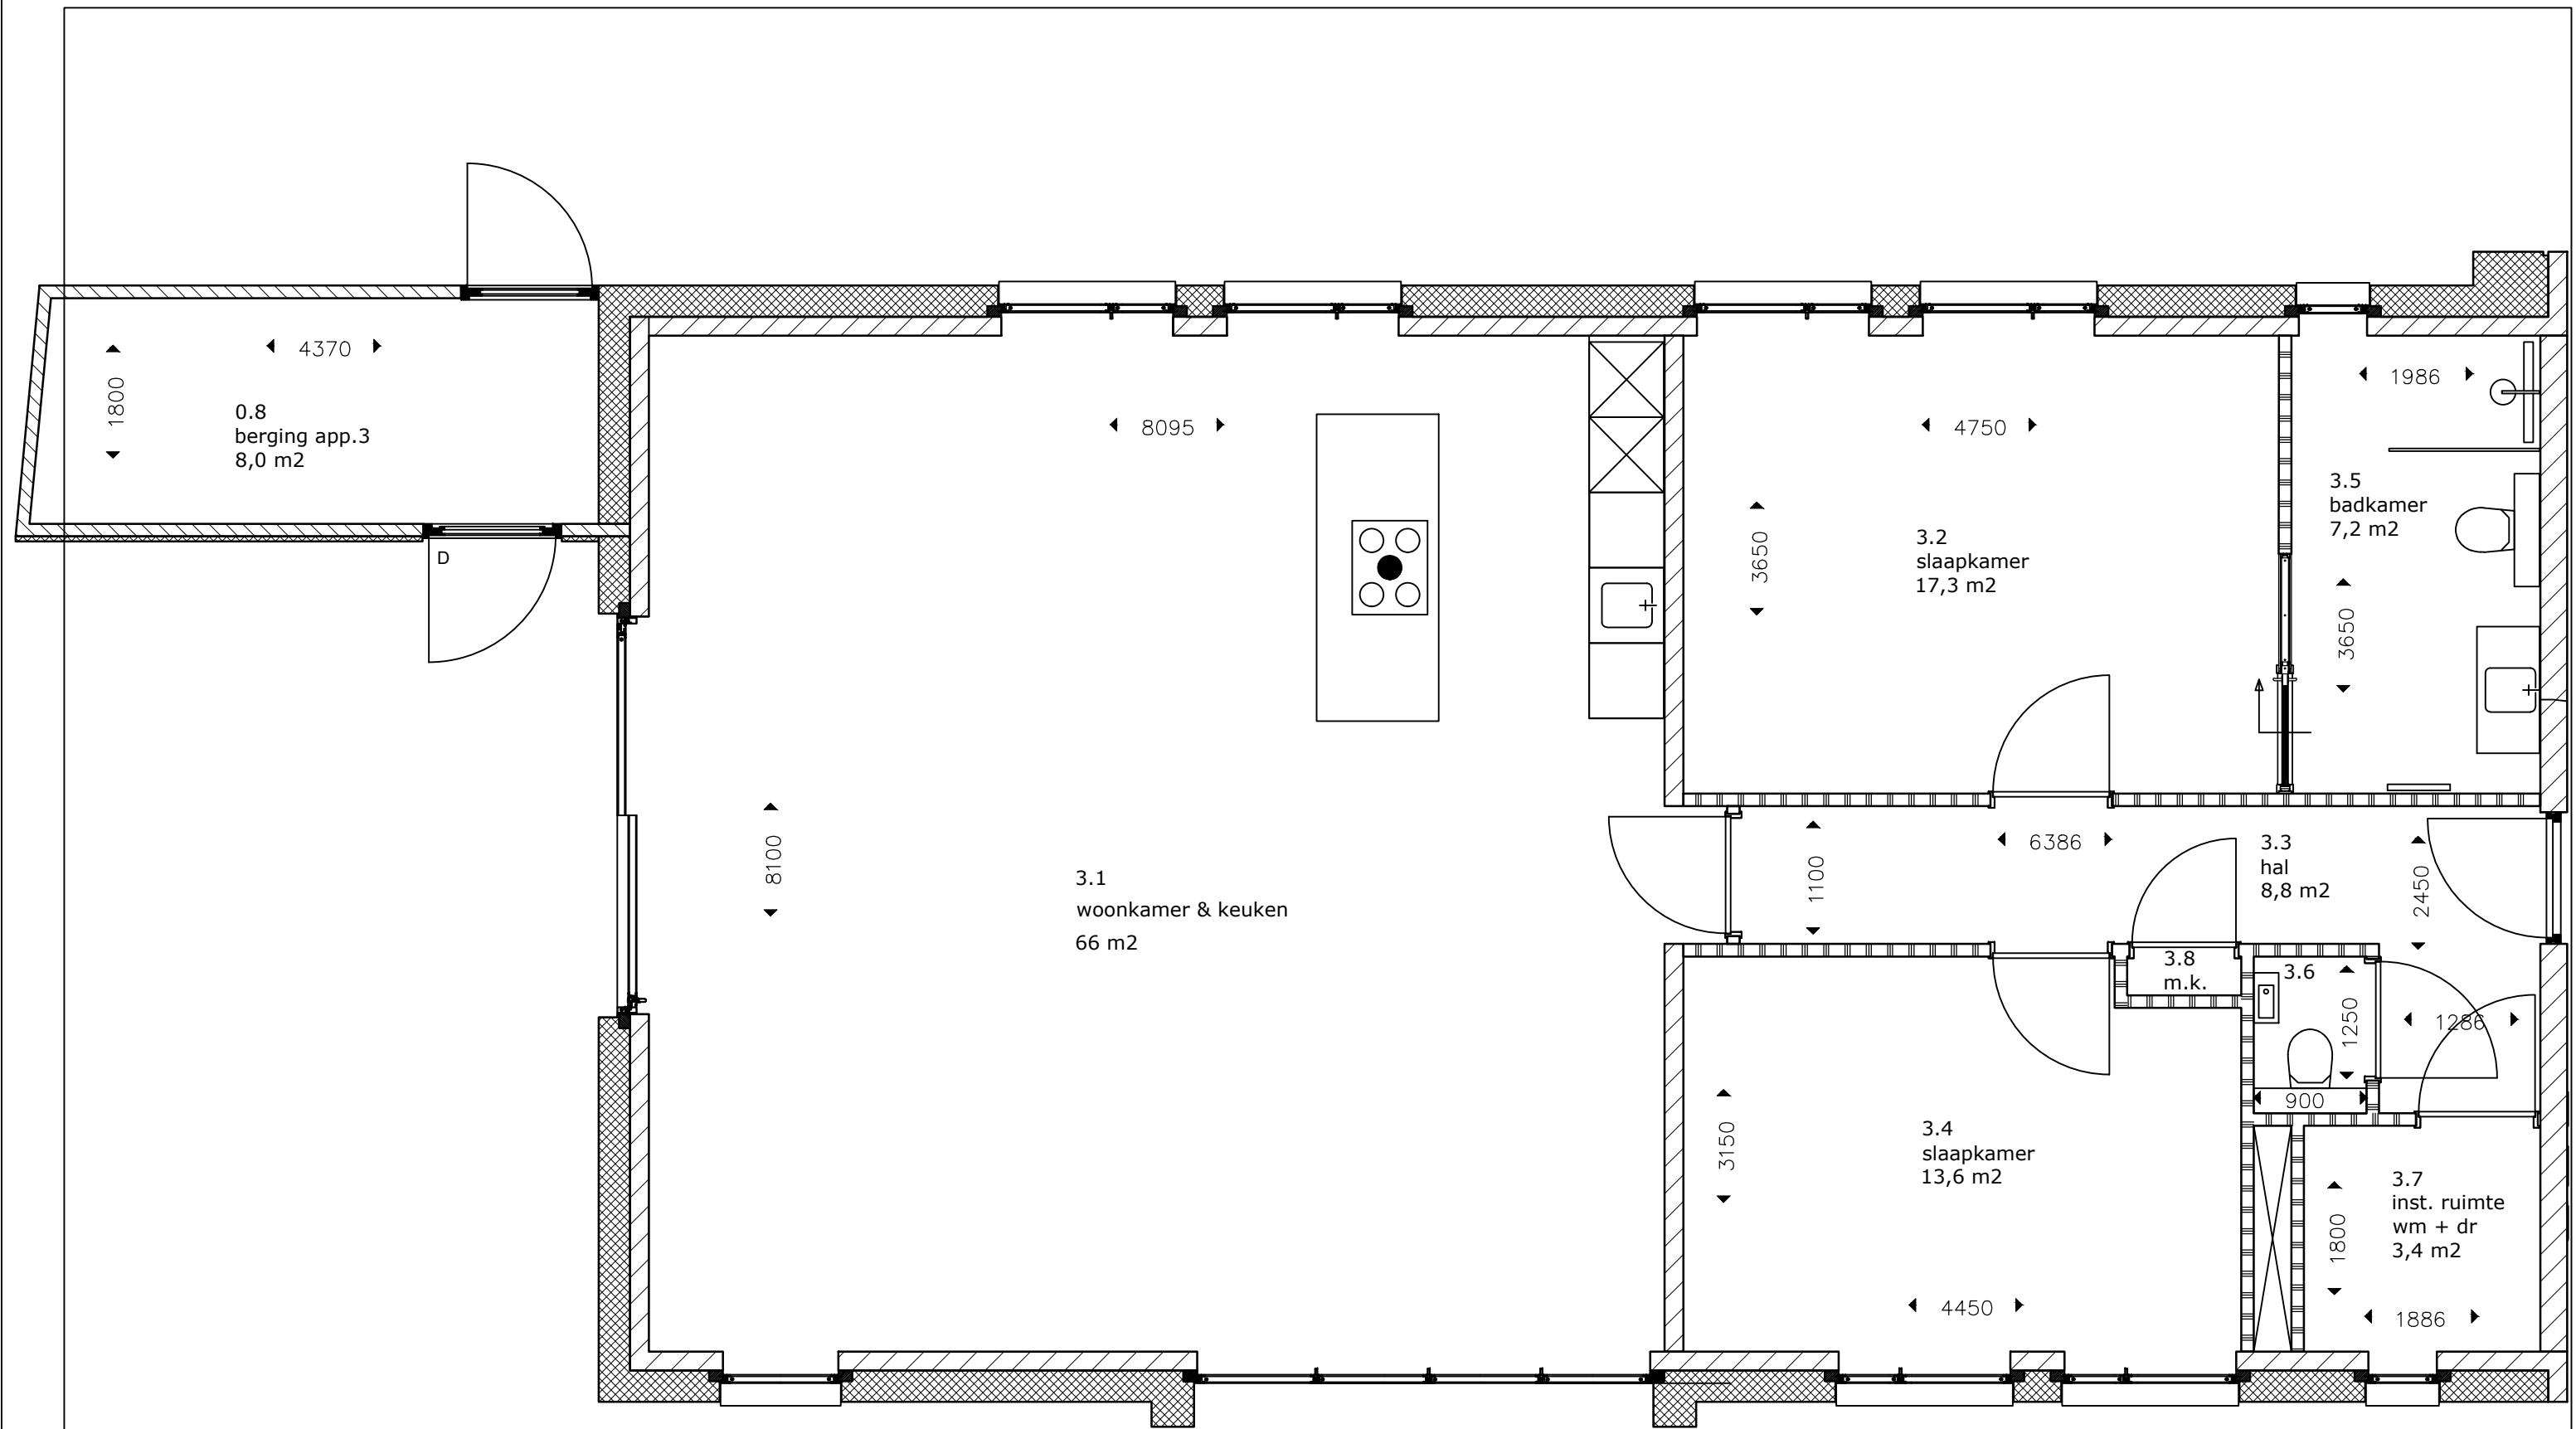 4370
1800
0.8
berging app.3
8,0 m2
D
8095
8100
3.1
woonkamer & keuken
66 m2
4750
3650
3.2
slaapkamer
17,3 m2
1986
3.5
badkamer
7,2 m2
3650
1100
6386
3.3
hal
8,8 m2
2450
3.8
m.k.
3.6
1250
1286
900
3150
3.4
slaapkamer
13,6 m2
4450
3.7
inst. ruimte
wm + dr
3,4 m2
1800
1886